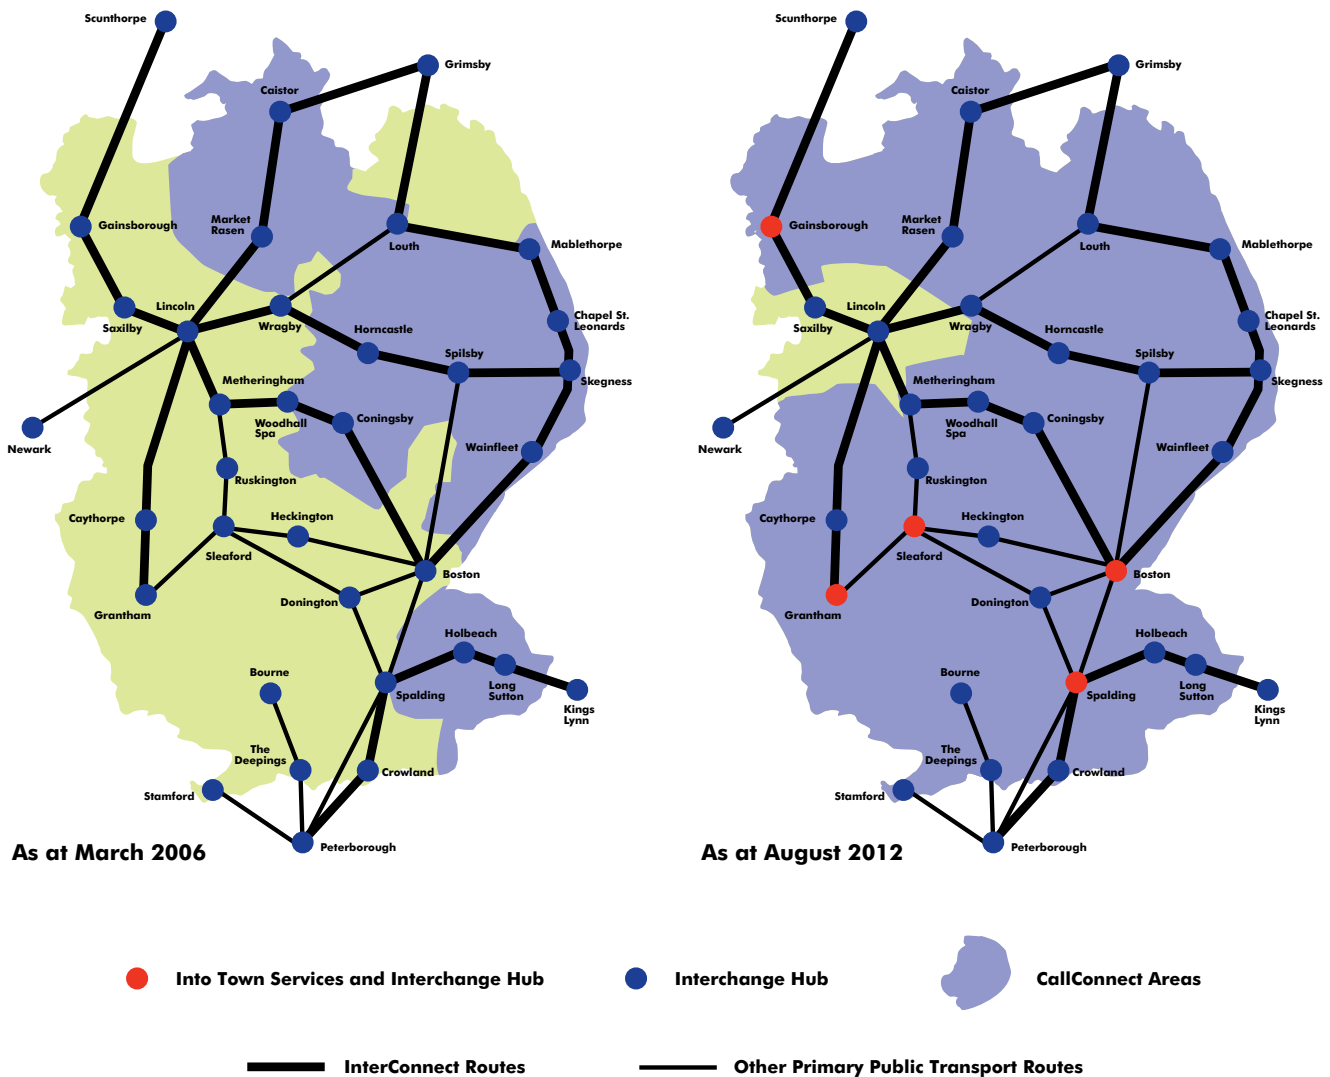 Scunthorpe
Grimsby
Caistor
Gainsborough
Market
Rasen
Louth
Mablethorpe
Lincoln
Saxilby
Wragby
Chapel St.
Leonards
Horncastle
Spilsby
Skegness
Metheringham
Woodhall
Spa
Coningsby
Newark
Wainfleet
Ruskington
Caythorpe
Heckington
Sleaford
Boston
Grantham
Donington
Holbeach
Bourne
Spalding
Long
Sutton
Kings
Lynn
The
Deepings
Crowland
Stamford
Peterborough
As at March 2006
Scunthorpe
Grimsby
Caistor
Gainsborough
Market
Rasen
Louth
Mablethorpe
Lincoln
Saxilby
Wragby
Chapel St.
Leonards
Horncastle
Spilsby
Skegness
Metheringham
Woodhall
Spa
Coningsby
Newark
Wainfleet
Ruskington
Caythorpe
Heckington
Sleaford
Boston
Grantham
Donington
Holbeach
Bourne
Spalding
Long
Sutton
Kings
Lynn
The
Deepings
Crowland
Stamford
Peterborough
As at August 2012
Into Town Services and Interchange Hub
Interchange Hub
CallConnect Areas
InterConnect Routes
Other Primary Public Transport Routes